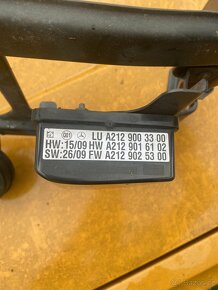 LU A212 900 33 00
HW:15/09 HW A212 901 61 02
SW:26/09 FW A212 902 53 00